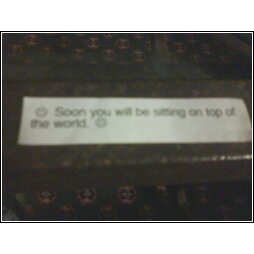 ☺ Soon you will be sitting on top of
the world. ☺